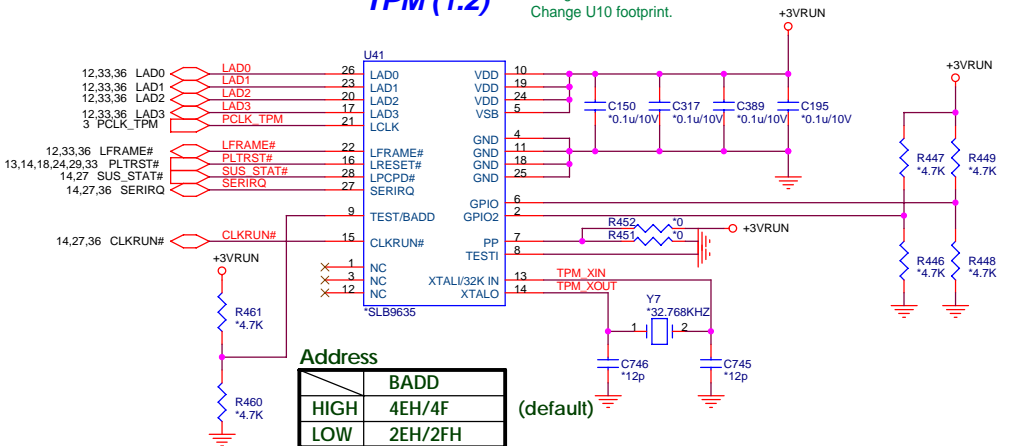 TPM (1.2)
Change U10 footprint.
+3VRUN
+3VRUN
U41
12,33,36 LAD0 LAD0 26 LAD0 VDD 10
12,33,36 LAD1 LAD1 23 LAD1 VDD 19
12,33,36 LAD2 LAD2 20 LAD2 VDD 24
12,33,36 LAD3 LAD3 17 LAD3 VSB 5
3 PCLK_TPM PCLK_TPM 21 LCLK
C150 *0.1u/10V
C317 *0.1u/10V
C389 *0.1u/10V
C195 *0.1u/10V
GND 4
12,33,36 LFRAME# LFRAME# 22 LFRAME# GND 11
13,14,18,24,29,33 PLTRST# PLTRST# 16 LRESET# GND 18
14,27 SUS_STAT# SUS_STAT# 28 LPCPD# GND 25
14,27,36 SERIRQ SERIRQ 27 SERIRQ
R447 *4.7K
R449 *4.7K
GPIO 6
9 TEST/BADD GPIO2 2
R452 *0
+3VRUN
14,27,36 CLKRUN# CLKRUN# 15 CLKRUN# PP 7
R451 *0
TESTI 8
R446 *4.7K
R448 *4.7K
+3VRUN
1 NC
3 NC XTALI/32K IN 13 TPM_XIN
12 NC XTALO 14 TPM_XOUT
*SLB9635
R461 *4.7K
Y7
*32.768KHZ
1 2
C746 *12p
C745 *12p
R460 *4.7K
Address
BADD
HIGH 4EH/4F (default)
LOW 2EH/2FH